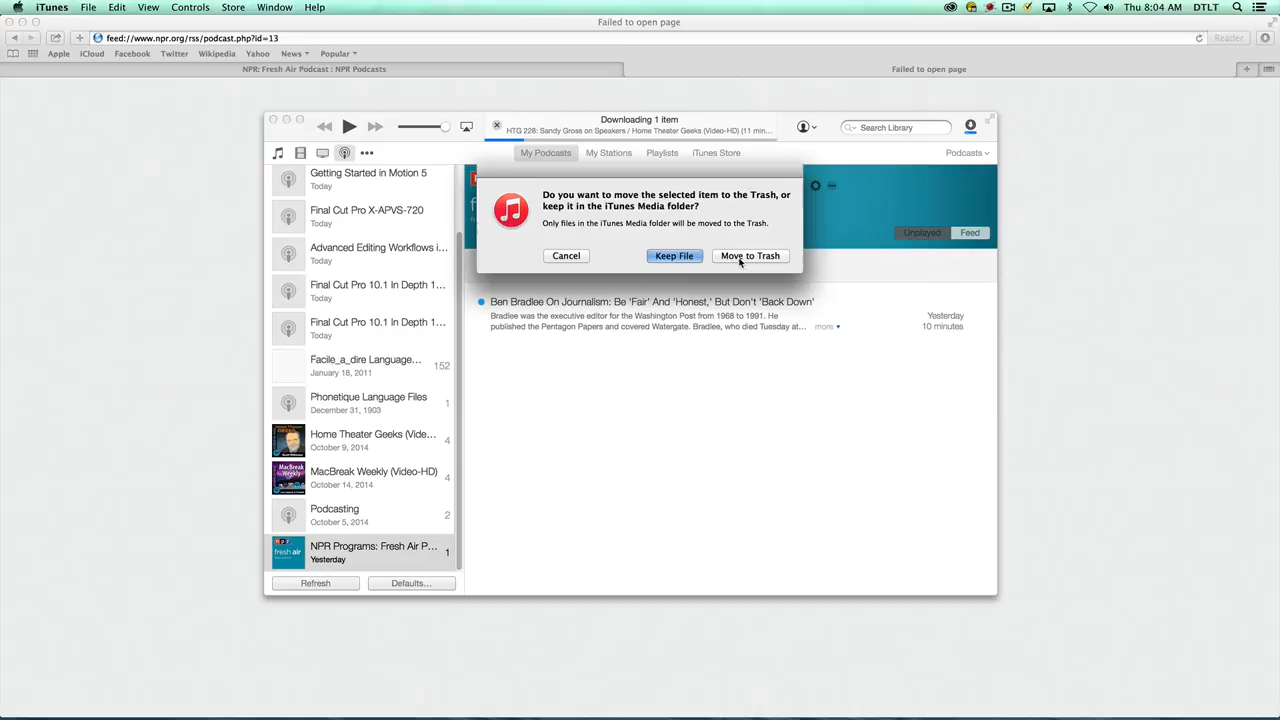 iTunes File Edit View Controls Store Window Help
Thu 8:04 AM DTLT
Failed to open page
feed://www.npr.org/rss/podcast.php?id=13
Reader
Apple iCloud Facebook Twitter Wikipedia Yahoo News Popular
NPR: Fresh Air Podcast : NPR Podcasts
Failed to open page
Downloading 1 item
HTG 228: Sandy Gross on Speakers / Home Theater Geeks (Video-HD) (11 min...
Search Library
My Podcasts My Stations Playlists iTunes Store
Podcasts
Getting Started in Motion 5
Today
Final Cut Pro X-APVS-720
Today
Advanced Editing Workflows i...
Today
Final Cut Pro 10.1 In Depth 1...
Today
Final Cut Pro 10.1 In Depth 1...
Today
Facile_a_dire Language...
January 18, 2011
152
Phonetique Language Files
December 31, 1903
1
Home Theater Geeks (Vide...
October 9, 2014
4
MacBreak Weekly (Video-HD)
October 14, 2014
4
Podcasting
October 5, 2014
2
fresh air
NPR Programs: Fresh Air P...
Yesterday
1
Refresh
Defaults...
Do you want to move the selected item to the Trash, or
keep it in the iTunes Media folder?
Only files in the iTunes Media folder will be moved to the Trash.
Cancel
Keep File
Move to Trash
Unplayed
Feed
Ben Bradlee On Journalism: Be 'Fair' And 'Honest,' But Don't 'Back Down'
Bradlee was the executive editor for the Washington Post from 1968 to 1991. He
published the Pentagon Papers and covered Watergate. Bradlee, who died Tuesday at...
more
Yesterday
10 minutes